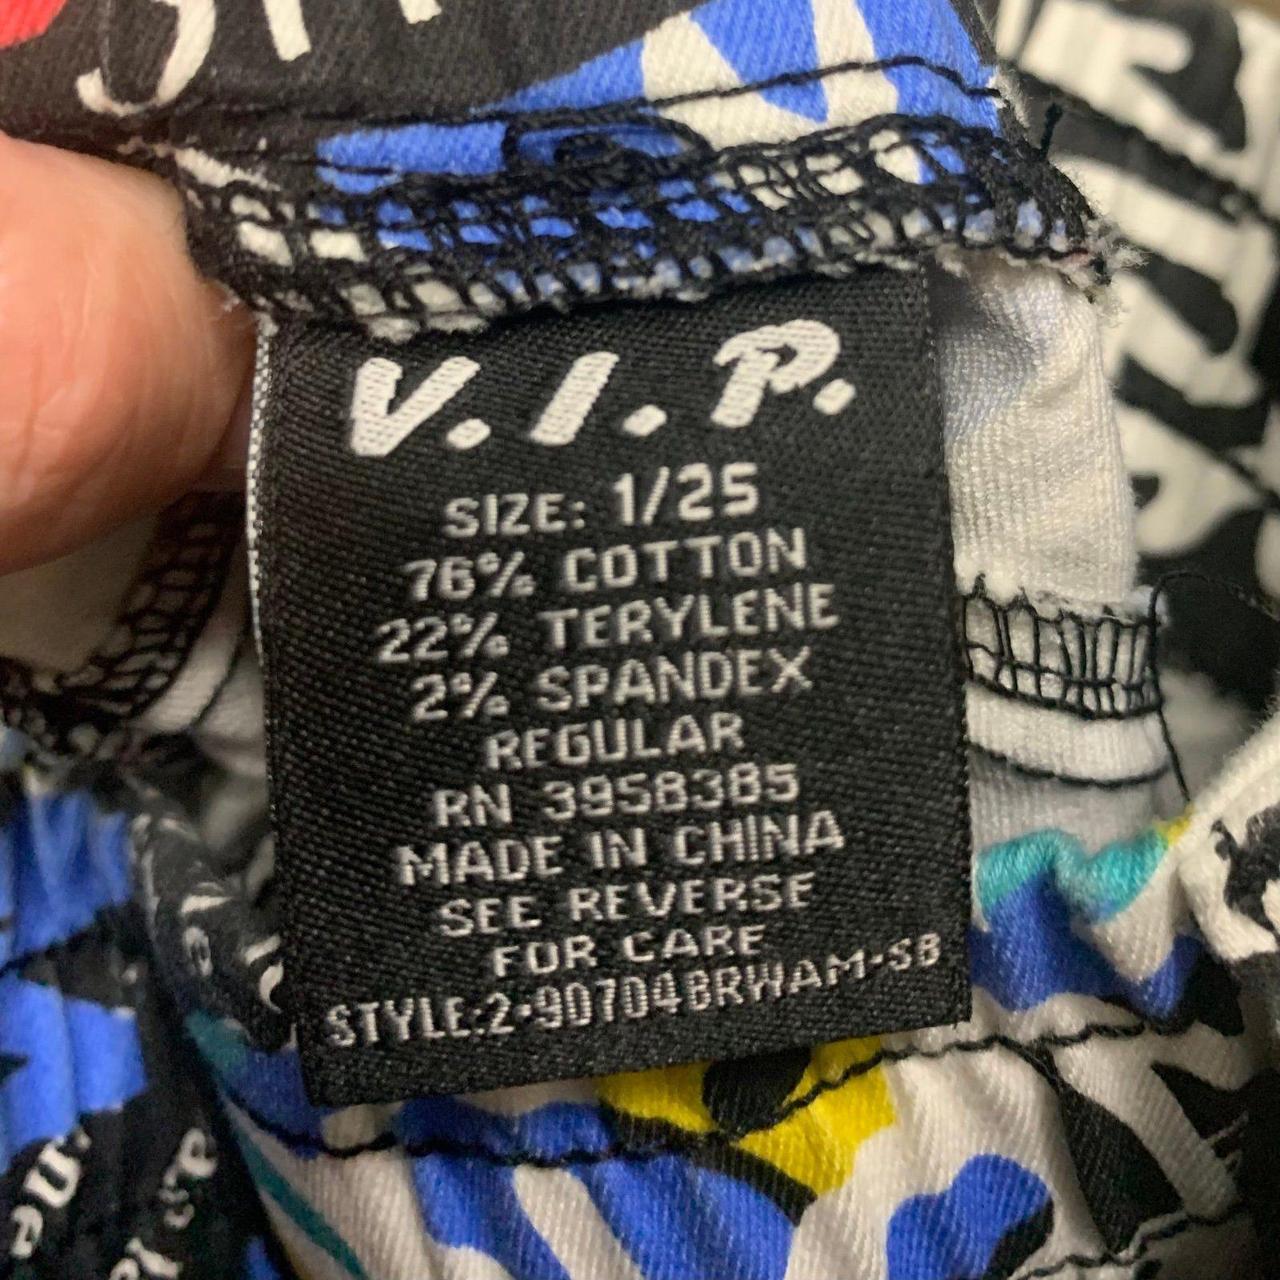 V.I.P.
SIZE: 1/25
76% COTTON
22% TERYLENE
2% SPANDEX
REGULAR
RN 3958385
MADE IN CHINA
SEE REVERSE
FOR CARE
STYLE:2•90704BRWAM-SB